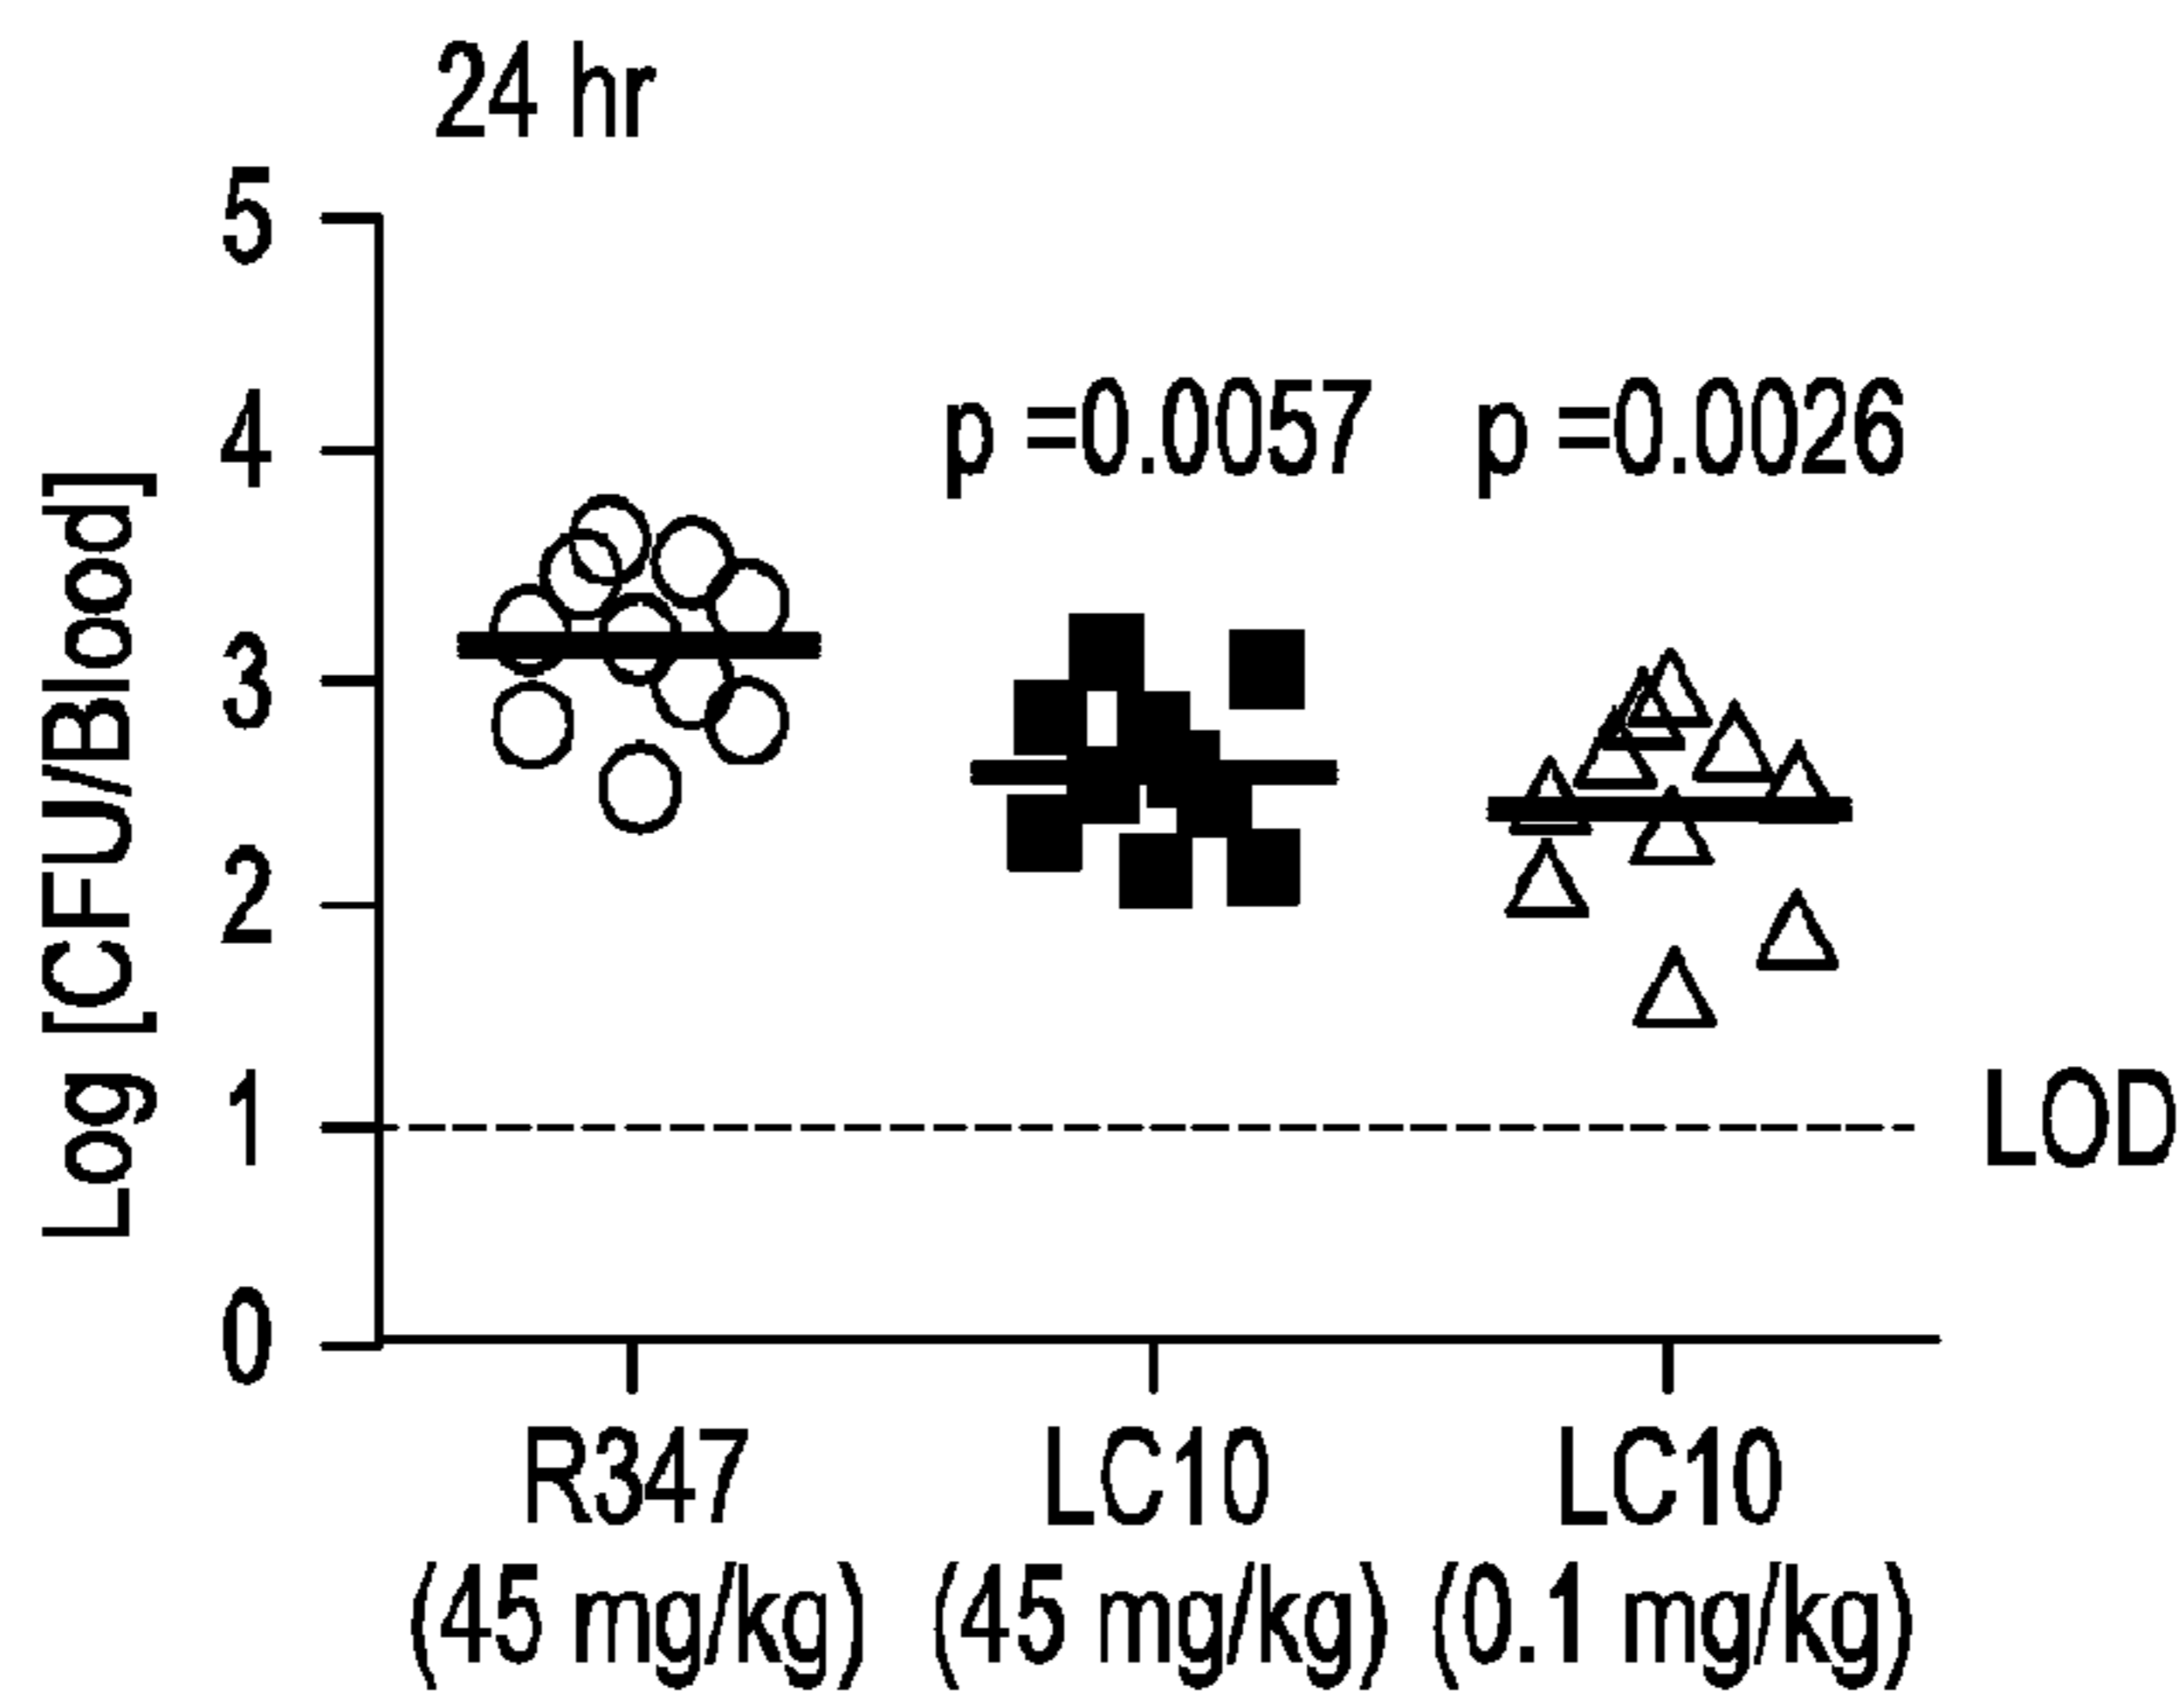 24 hr
5
4
3
2
1
0
Log [CFU/Blood]
p =0.0057
p =0.0026
LOD
R347
(45 mg/kg)
LC10
(45 mg/kg)
LC10
(0.1 mg/kg)